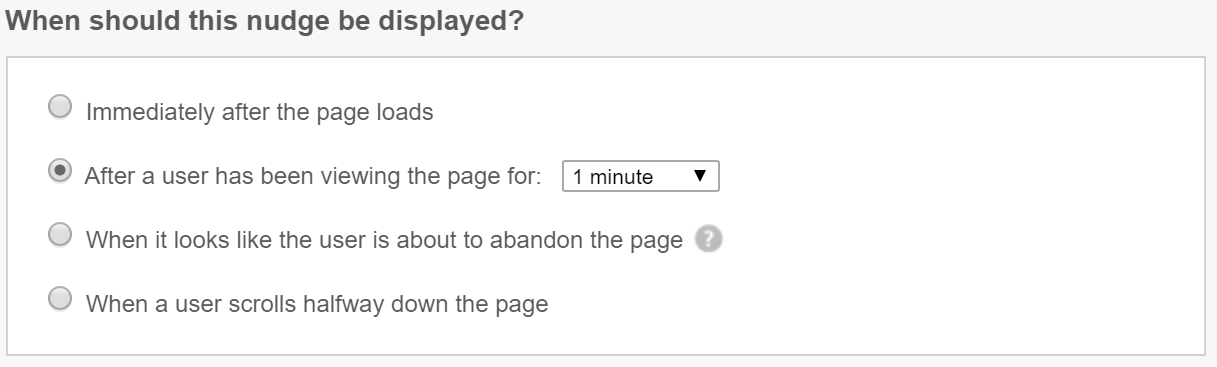 When should this nudge be displayed?
Immediately after the page loads
After a user has been viewing the page for: 1 minute ▼
When it looks like the user is about to abandon the page ?
When a user scrolls halfway down the page